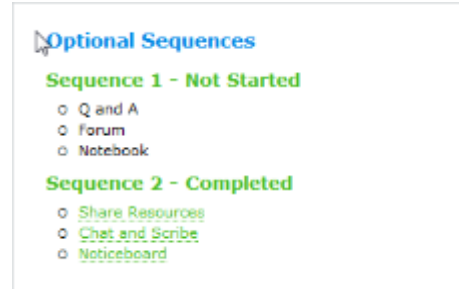 Optional Sequences
Sequence 1 - Not Started
Q and A
Forum
Notebook
Sequence 2 - Completed
Share Resources
Chat and Scribe
Noticeboard